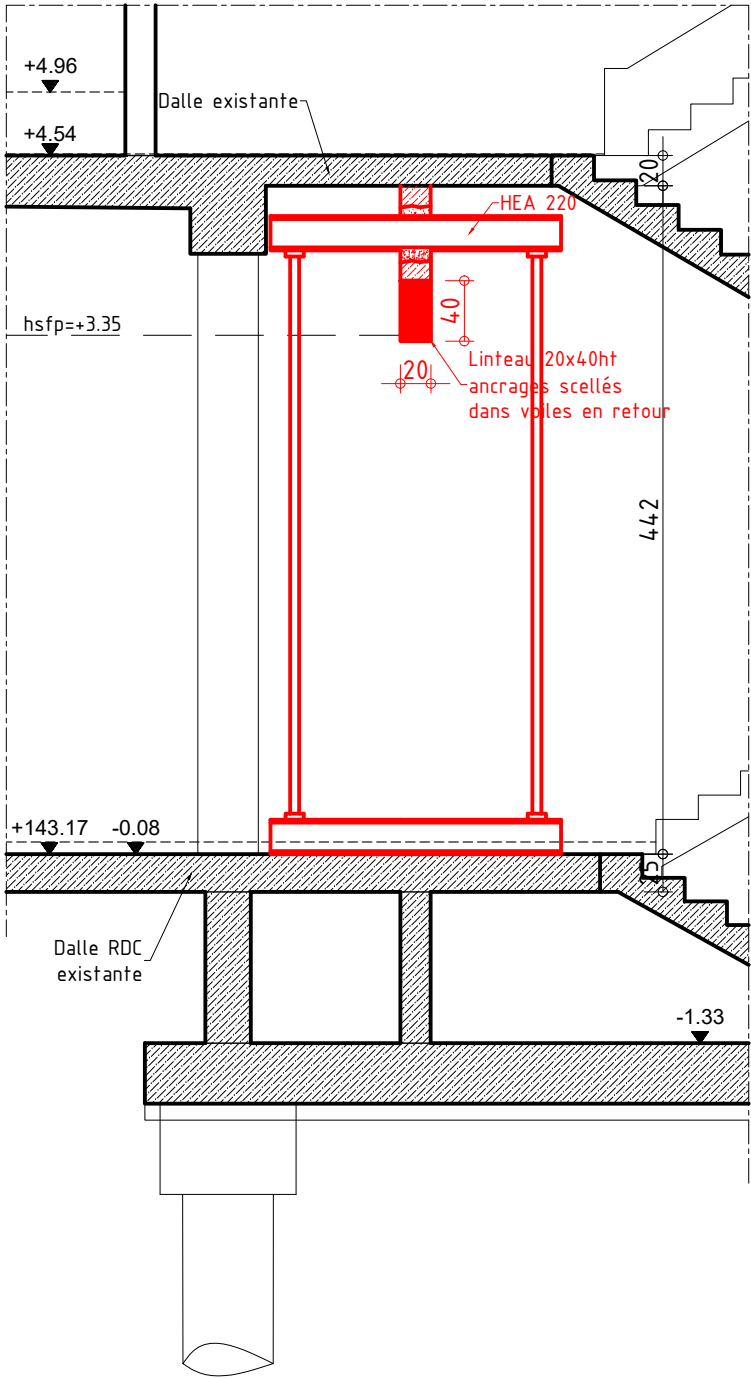 +4.96
Dalle existante
+4.54
20
HEA 220
40
hsfp=+3.35
Linteau 20x40ht
20
ancrages scellés
dans voiles en retour
442
+143.17
-0.08
25
Dalle RDC
existante
-1.33